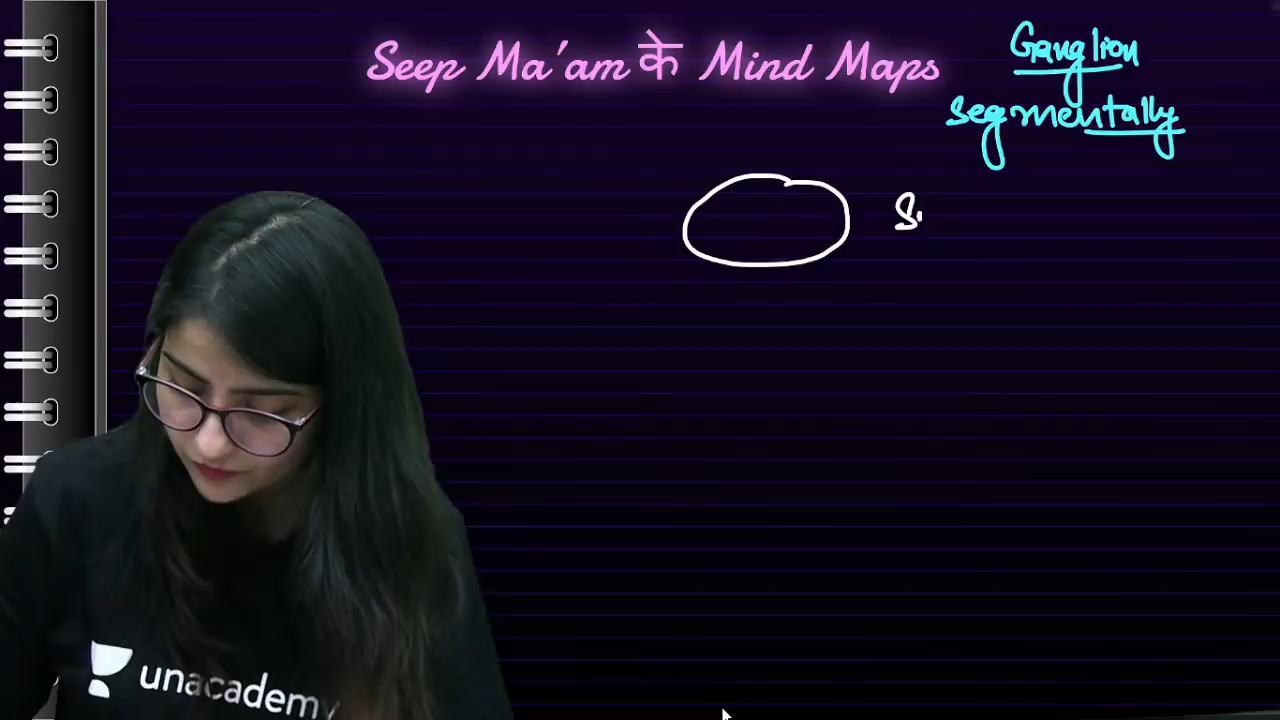 Seep Ma'am के Mind Maps
Ganglion
segmentally
S
unacademy